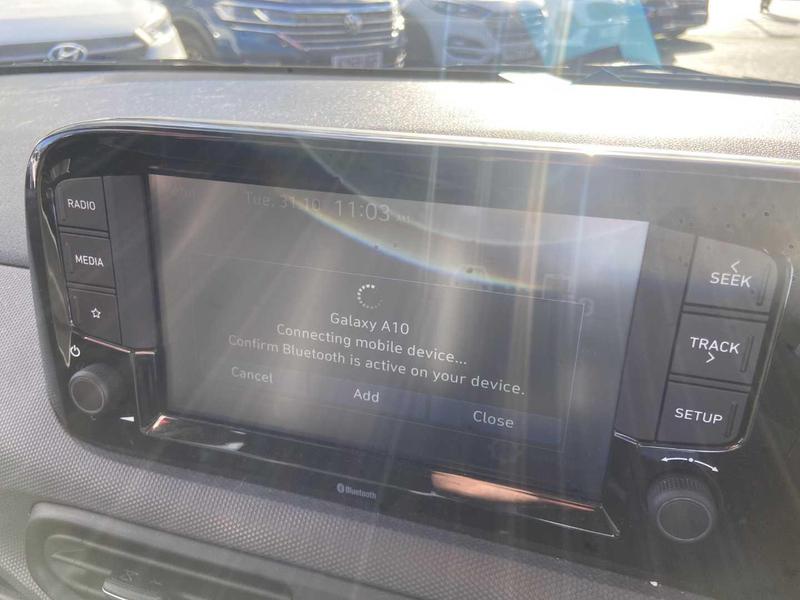 RADIO
MEDIA
Tue, 31.10 11:03 AM
Galaxy A10
Connecting mobile device...
Confirm Bluetooth is active on your device.
Cancel
Add
Close
< SEEK
TRACK >
SETUP
Bluetooth